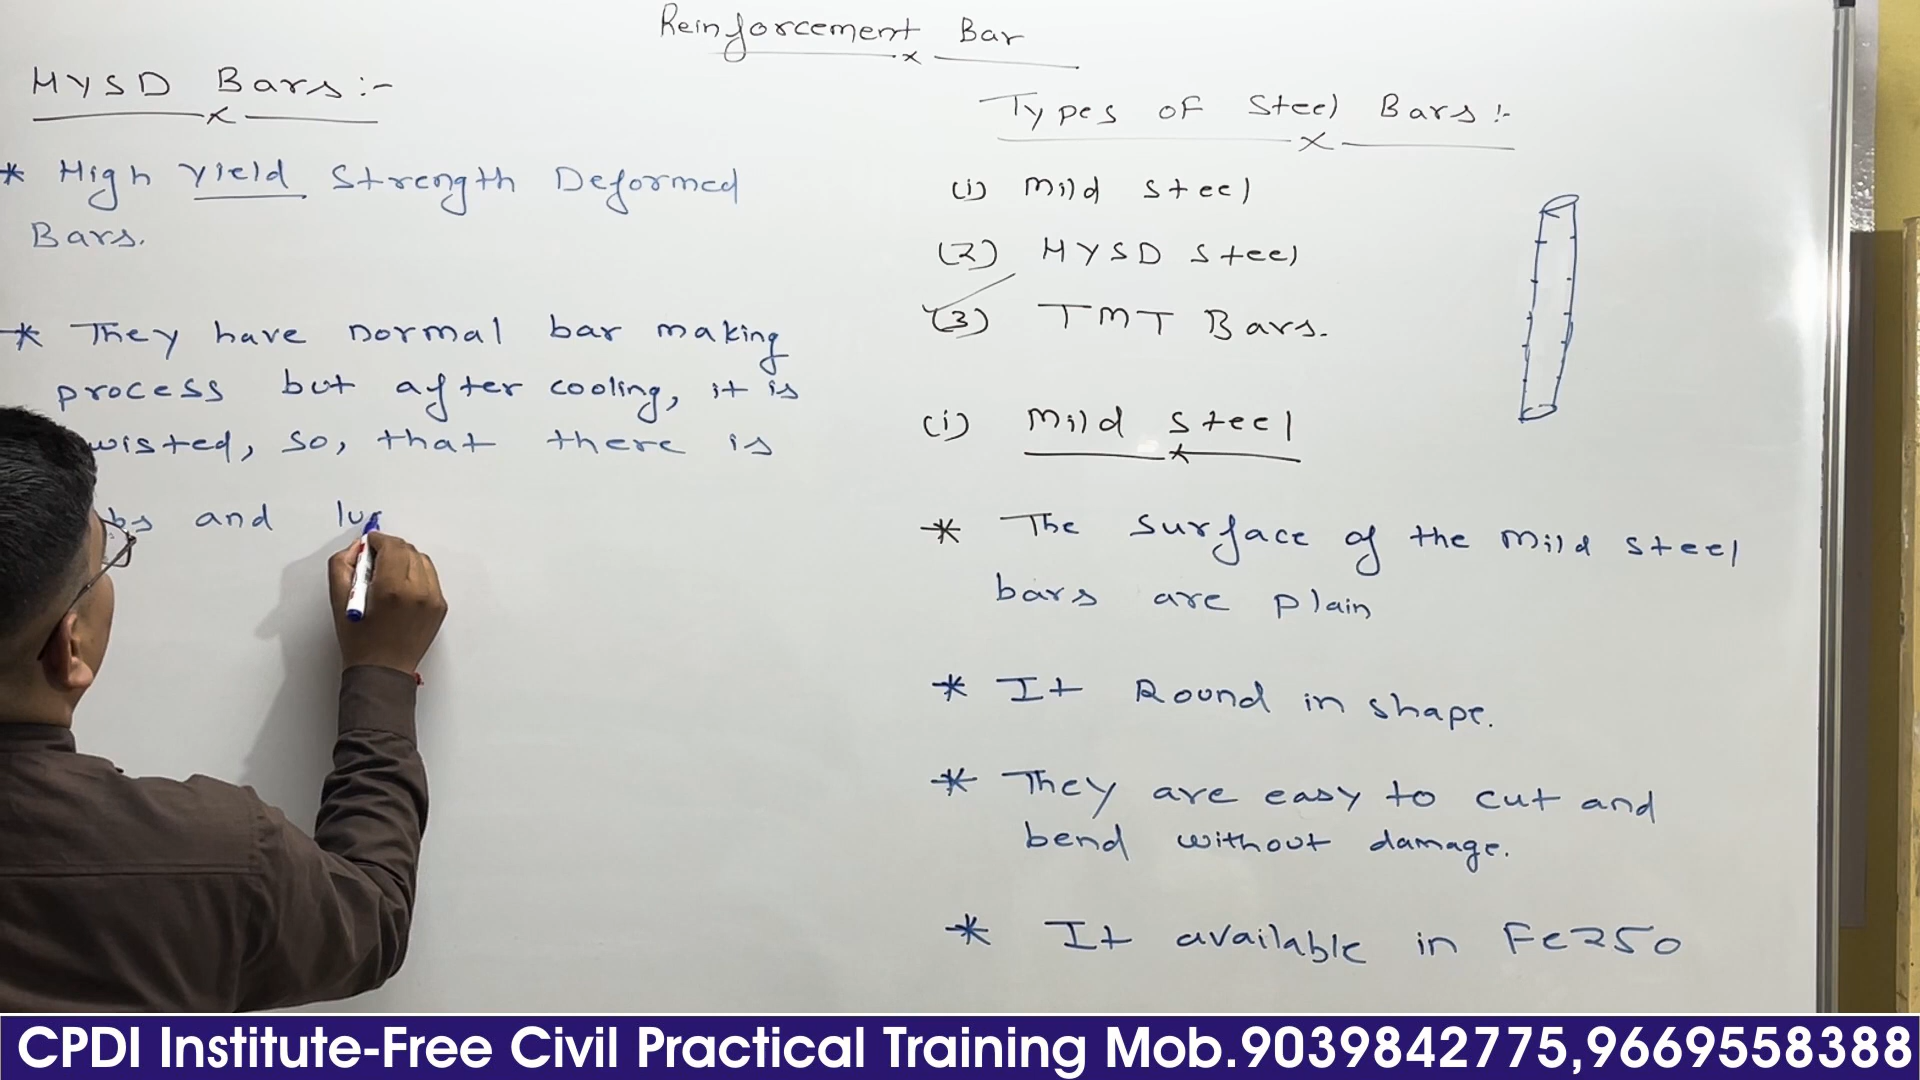 Reinforcement Bar
HYSD Bars:-
* High Yield Strength Deformed
Bars.
* They have normal bar making
process but after cooling, it is
wisted, so, that there is
bs and lug
Types of Steel Bars:-
(1) Mild Steel
(2) HYSD Steel
(3) TMT Bars.
(i) Mild Steel
* The surface of the mild steel
bars are plain
* It Round in shape.
* They are easy to cut and
bend without damage.
* It available in Fe250
CPDI Institute-Free Civil Practical Training Mob.9039842775,9669558388